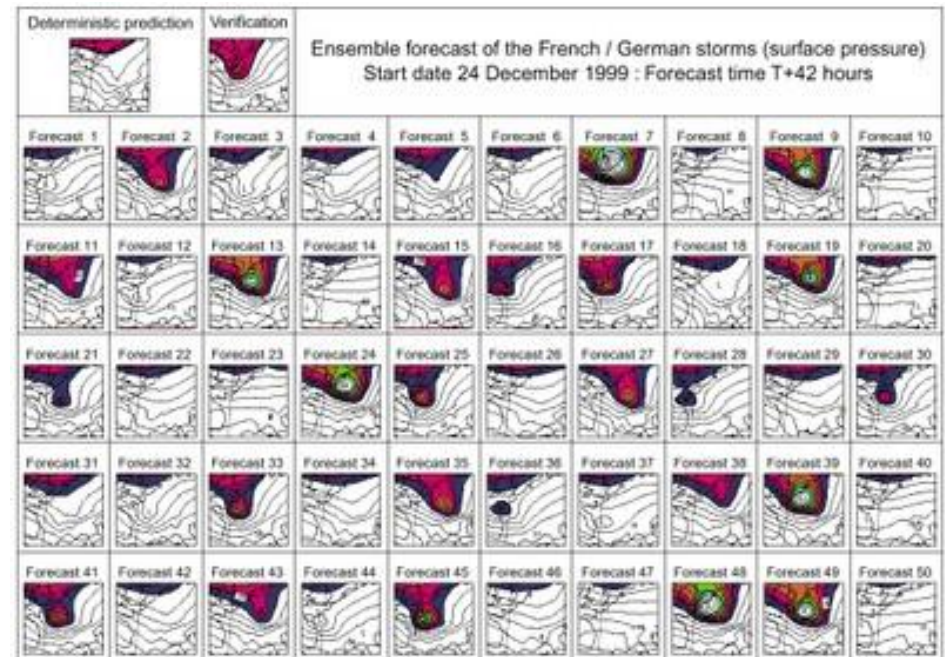 Deterministic prediction
Verification
Ensemble forecast of the French / German storms (surface pressure)
Start date 24 December 1999 : Forecast time T+42 hours
Forecast 1 Forecast 2 Forecast 3 Forecast 4 Forecast 5 Forecast 6 Forecast 7 Forecast 8 Forecast 9 Forecast 10
Forecast 11 Forecast 12 Forecast 13 Forecast 14 Forecast 15 Forecast 16 Forecast 17 Forecast 18 Forecast 19 Forecast 20
Forecast 21 Forecast 22 Forecast 23 Forecast 24 Forecast 25 Forecast 26 Forecast 27 Forecast 28 Forecast 29 Forecast 30
Forecast 31 Forecast 32 Forecast 33 Forecast 34 Forecast 35 Forecast 36 Forecast 37 Forecast 38 Forecast 39 Forecast 40
Forecast 41 Forecast 42 Forecast 43 Forecast 44 Forecast 45 Forecast 46 Forecast 47 Forecast 48 Forecast 49 Forecast 50